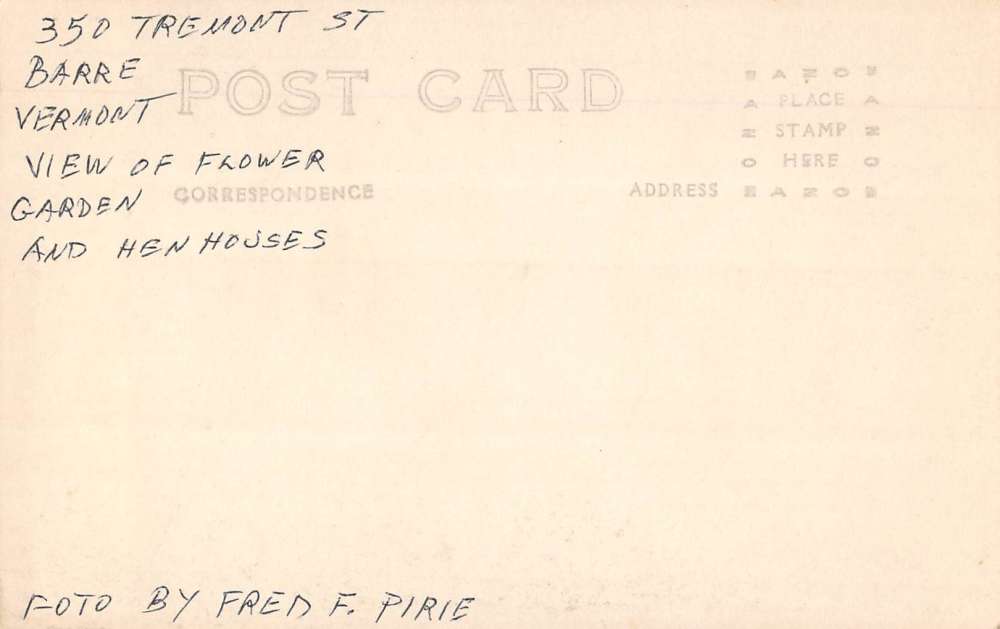 350 TREMONT ST
BARRE
VERMONT
VIEW OF FLOWER
GARDEN
AND HEN HOUSES
POST CARD
CORRESPONDENCE
ADDRESS
PLACE
STAMP
HERE
FOTO BY FRED F. PIRIE